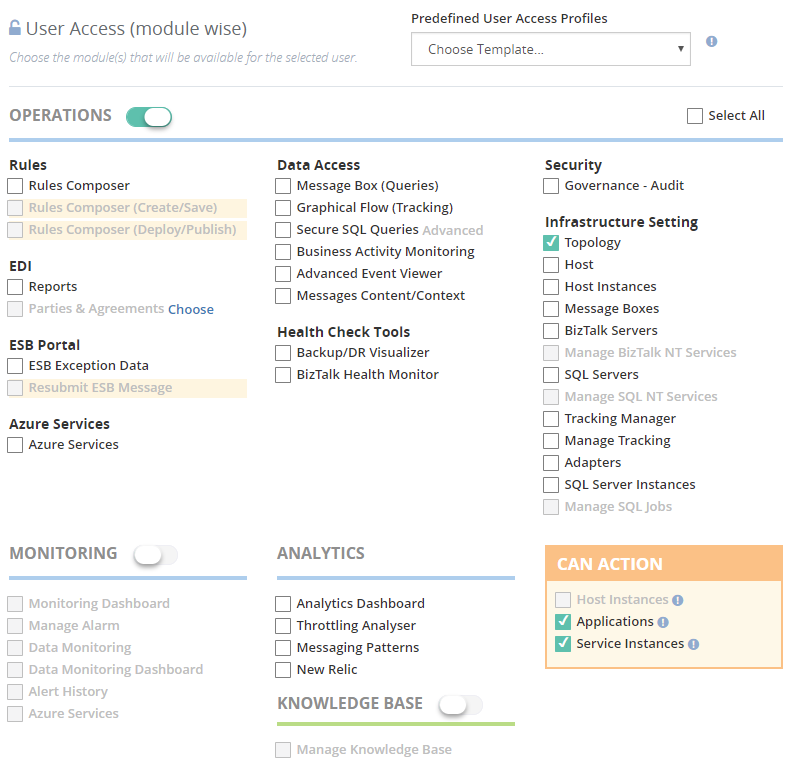 User Access (module wise)
Choose the module(s) that will be available for the selected user.
Predefined User Access Profiles
Choose Template...
OPERATIONS
Select All
Rules
Rules Composer
Rules Composer (Create/Save)
Rules Composer (Deploy/Publish)
EDI
Reports
Parties & Agreements Choose
ESB Portal
ESB Exception Data
Resubmit ESB Message
Azure Services
Azure Services
Data Access
Message Box (Queries)
Graphical Flow (Tracking)
Secure SQL Queries Advanced
Business Activity Monitoring
Advanced Event Viewer
Messages Content/Context
Health Check Tools
Backup/DR Visualizer
BizTalk Health Monitor
Security
Governance - Audit
Infrastructure Setting
Topology
Host
Host Instances
Message Boxes
BizTalk Servers
Manage BizTalk NT Services
SQL Servers
Manage SQL NT Services
Tracking Manager
Manage Tracking
Adapters
SQL Server Instances
Manage SQL Jobs
MONITORING
Monitoring Dashboard
Manage Alarm
Data Monitoring
Data Monitoring Dashboard
Alert History
Azure Services
ANALYTICS
Analytics Dashboard
Throttling Analyser
Messaging Patterns
New Relic
KNOWLEDGE BASE
Manage Knowledge Base
CAN ACTION
Host Instances
Applications
Service Instances